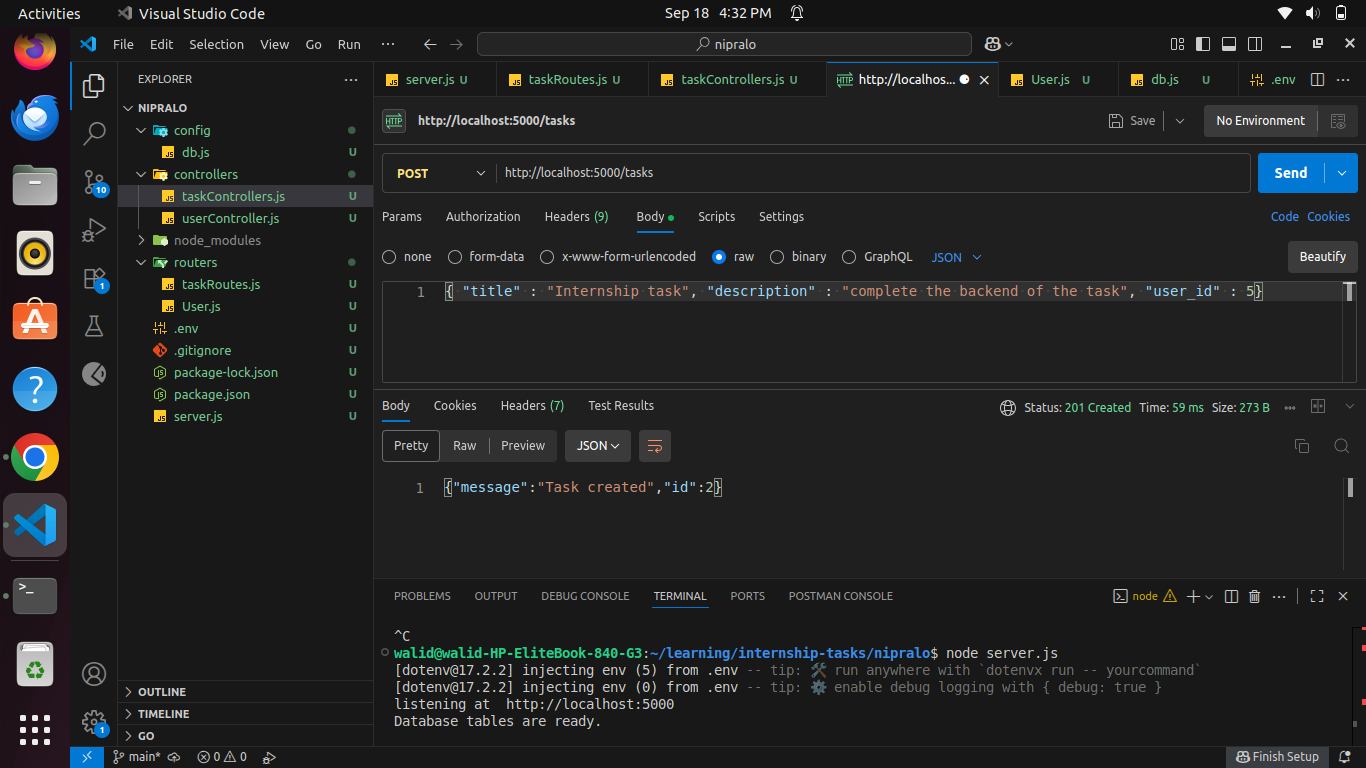 Activities Visual Studio Code Sep 18 4:32 PM
File Edit Selection View Go Run ··· nipralo
EXPLORER ···
NIPRALO
config
db.js U
controllers
taskControllers.js U
userController.js U
node_modules
routers
taskRoutes.js U
User.js U
.env U
.gitignore U
package-lock.json U
package.json U
server.js U
OUTLINE
TIMELINE
GO
10
1
1
server.js U taskRoutes.js U taskControllers.js U http://localhos... User.js U db.js U .env ···
HTTP http://localhost:5000/tasks Save No Environment
POST http://localhost:5000/tasks Send
Params Authorization Headers (9) Body Scripts Settings Code Cookies
none form-data x-www-form-urlencoded raw binary GraphQL JSON Beautify
1 { "title" : "Internship task", "description" : "complete the backend of the task", "user_id" : 5}
Body Cookies Headers (7) Test Results Status: 201 Created Time: 59 ms Size: 273 B
Pretty Raw Preview JSON
1 {"message":"Task created","id":2}
PROBLEMS OUTPUT DEBUG CONSOLE TERMINAL PORTS POSTMAN CONSOLE node
^C
walid@walid-HP-EliteBook-840-G3:~/learning/internship-tasks/nipralo$ node server.js
[dotenv@17.2.2] injecting env (5) from .env -- tip: 🛠️ run anywhere with `dotenvx run -- yourcommand`
[dotenv@17.2.2] injecting env (0) from .env -- tip: ⚙️ enable debug logging with { debug: true }
listening at  http://localhost:5000
Database tables are ready.
main* 0 0 Finish Setup